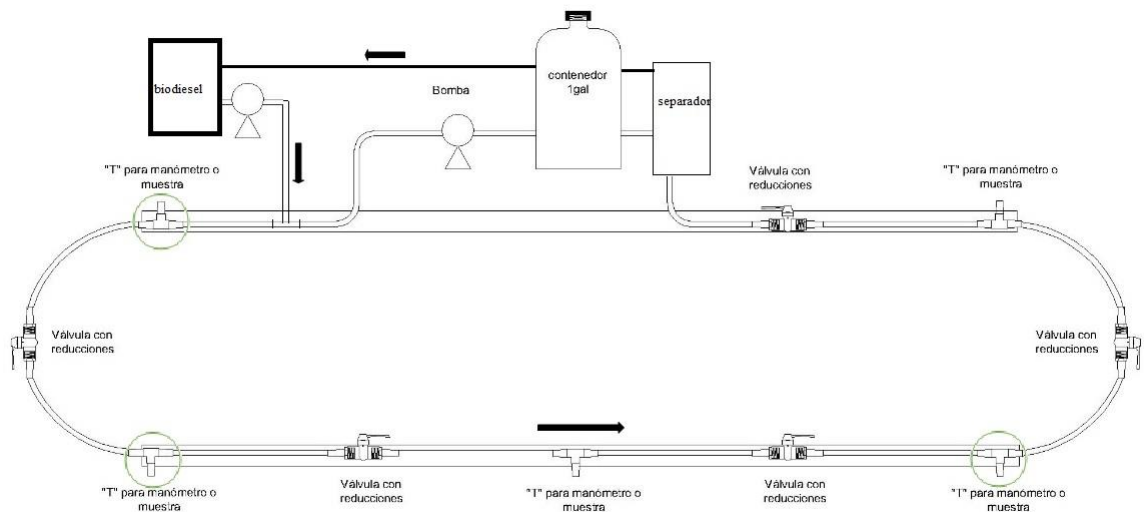 biodiesel
Bomba
contenedor
1gal
separador
"T" para manómetro o
muestra
Válvula con
reducciones
"T" para manómetro o
muestra
Válvula con
reducciones
Válvula con
reducciones
"T" para manómetro o
muestra
Válvula con
reducciones
"T" para manómetro o
muestra
Válvula con
reducciones
"T" para manómetro o
muestra